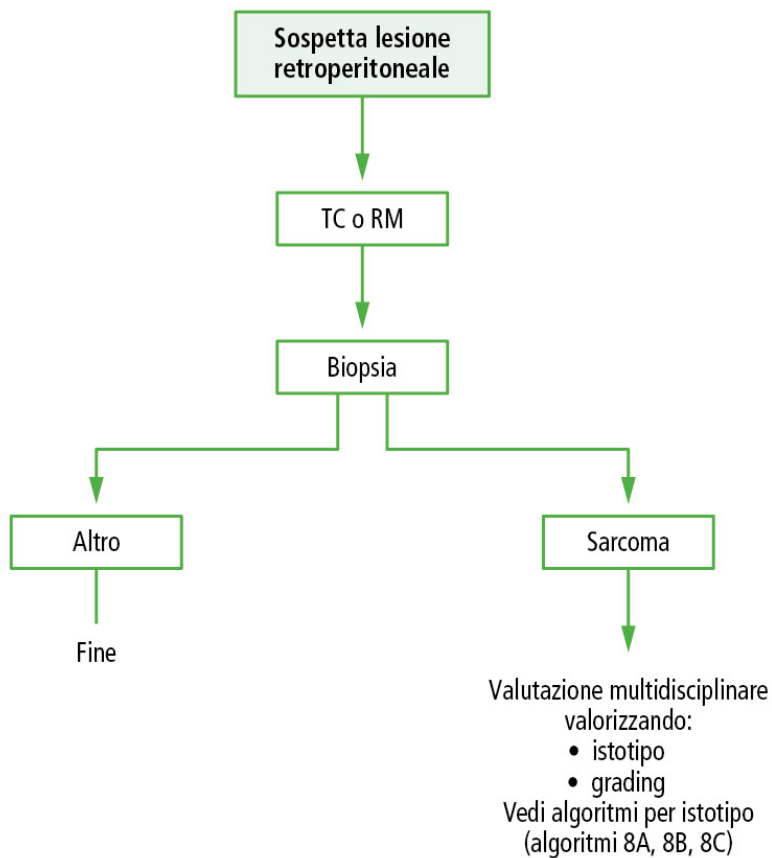 Sospetta lesione
retroperitoneale
TC o RM
Biopsia
Altro
Sarcoma
Fine
Valutazione multidisciplinare
valorizzando:
• istotipo
• grading
Vedi algoritmi per istotipo
(algoritmi 8A, 8B, 8C)